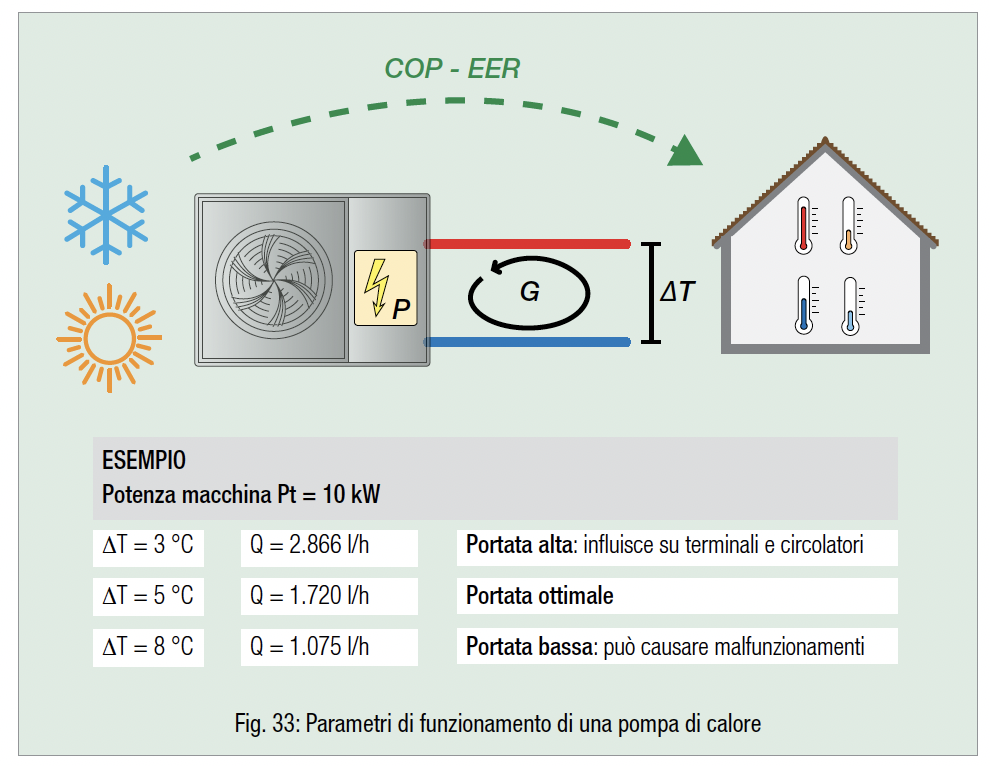 COP - EER
P
G
ΔT
ESEMPIO
Potenza macchina Pt = 10 kW
ΔT = 3 °C Q = 2.866 l/h Portata alta: influisce su terminali e circolatori
ΔT = 5 °C Q = 1.720 l/h Portata ottimale
ΔT = 8 °C Q = 1.075 l/h Portata bassa: può causare malfunzionamenti
Fig. 33: Parametri di funzionamento di una pompa di calore